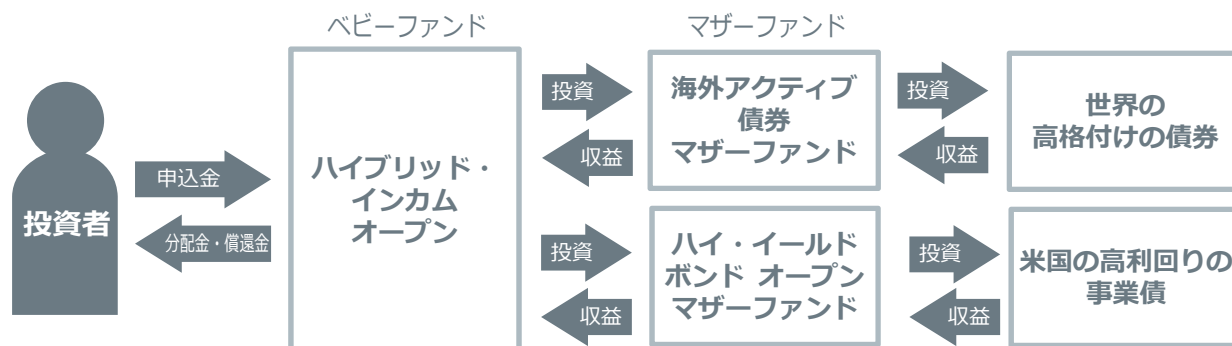 ベビーファンド
マザーファンド
投資者
申込金
分配金・償還金
ハイブリッド・
インカム
オープン
投資
収益
海外アクティブ
債券
マザーファンド
投資
収益
世界の
高格付けの債券
投資
収益
ハイ・イールド
ボンド オープン
マザーファンド
投資
収益
米国の高利回りの
事業債